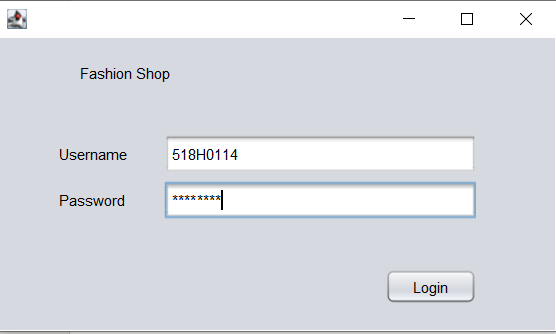 Fashion Shop
Username 518H0114
Password ********
Login